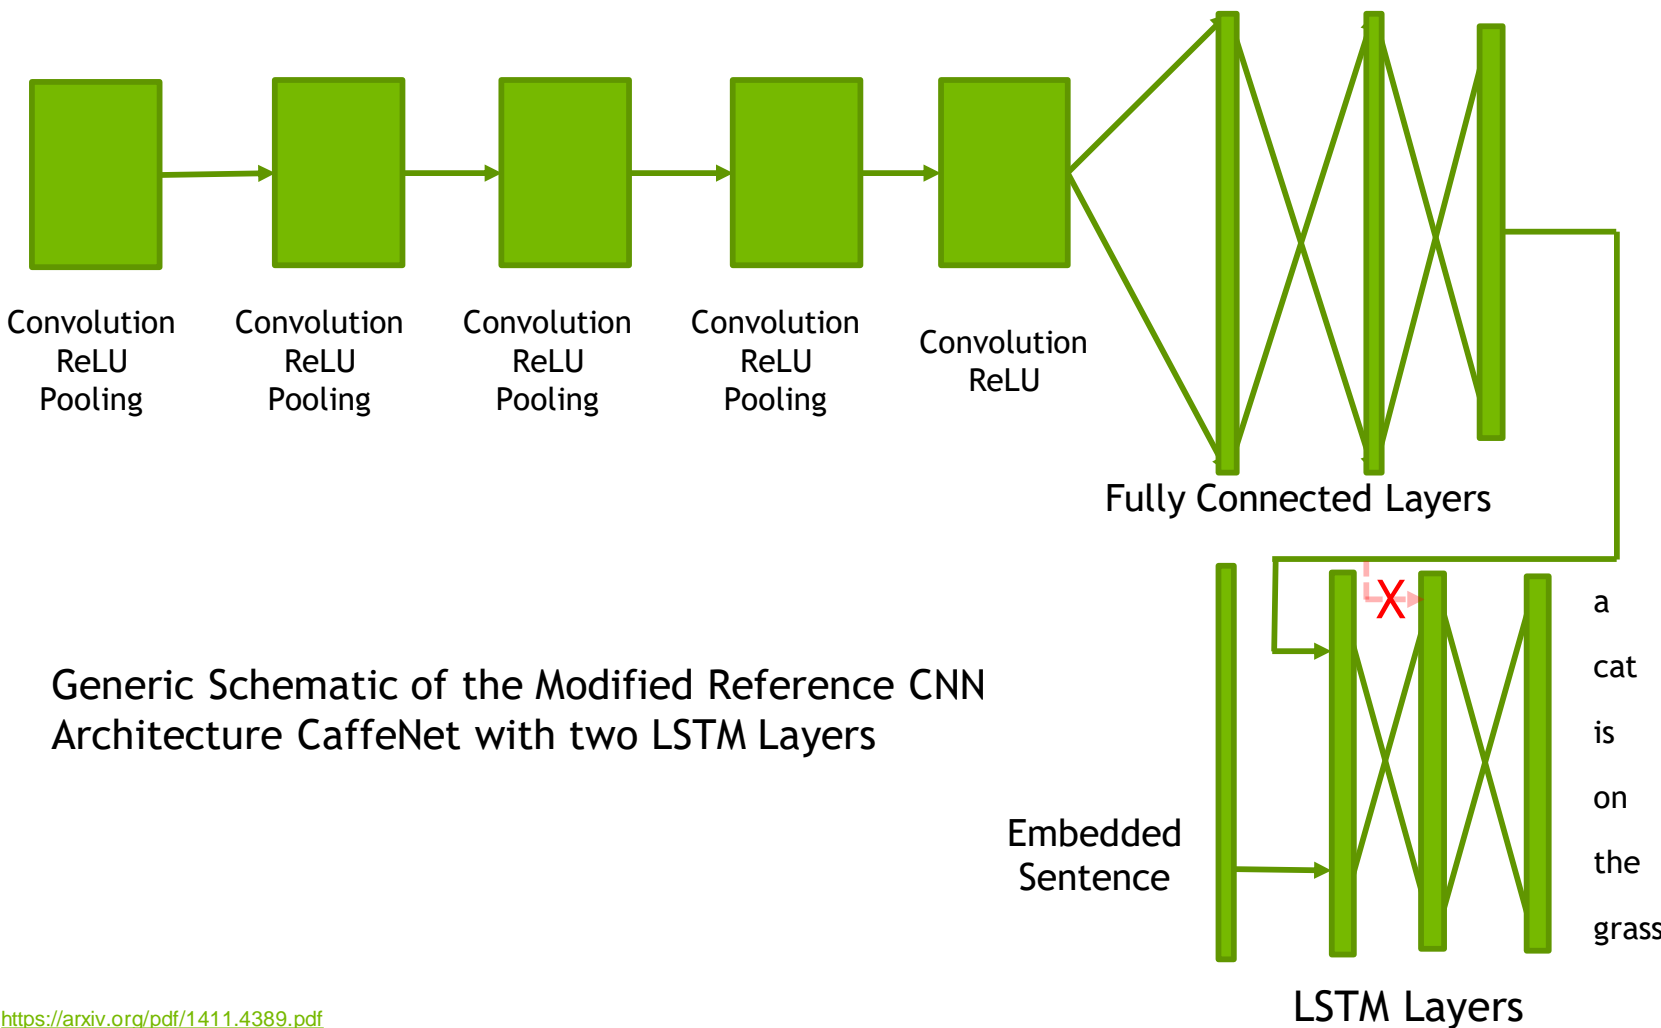 Convolution
ReLU
Pooling
Convolution
ReLU
Pooling
Convolution
ReLU
Pooling
Convolution
ReLU
Pooling
Convolution
ReLU
Fully Connected Layers
X
a
cat
is
on
the
grass
Generic Schematic of the Modified Reference CNN
Architecture CaffeNet with two LSTM Layers
Embedded
Sentence
LSTM Layers
https://arxiv.org/pdf/1411.4389.pdf